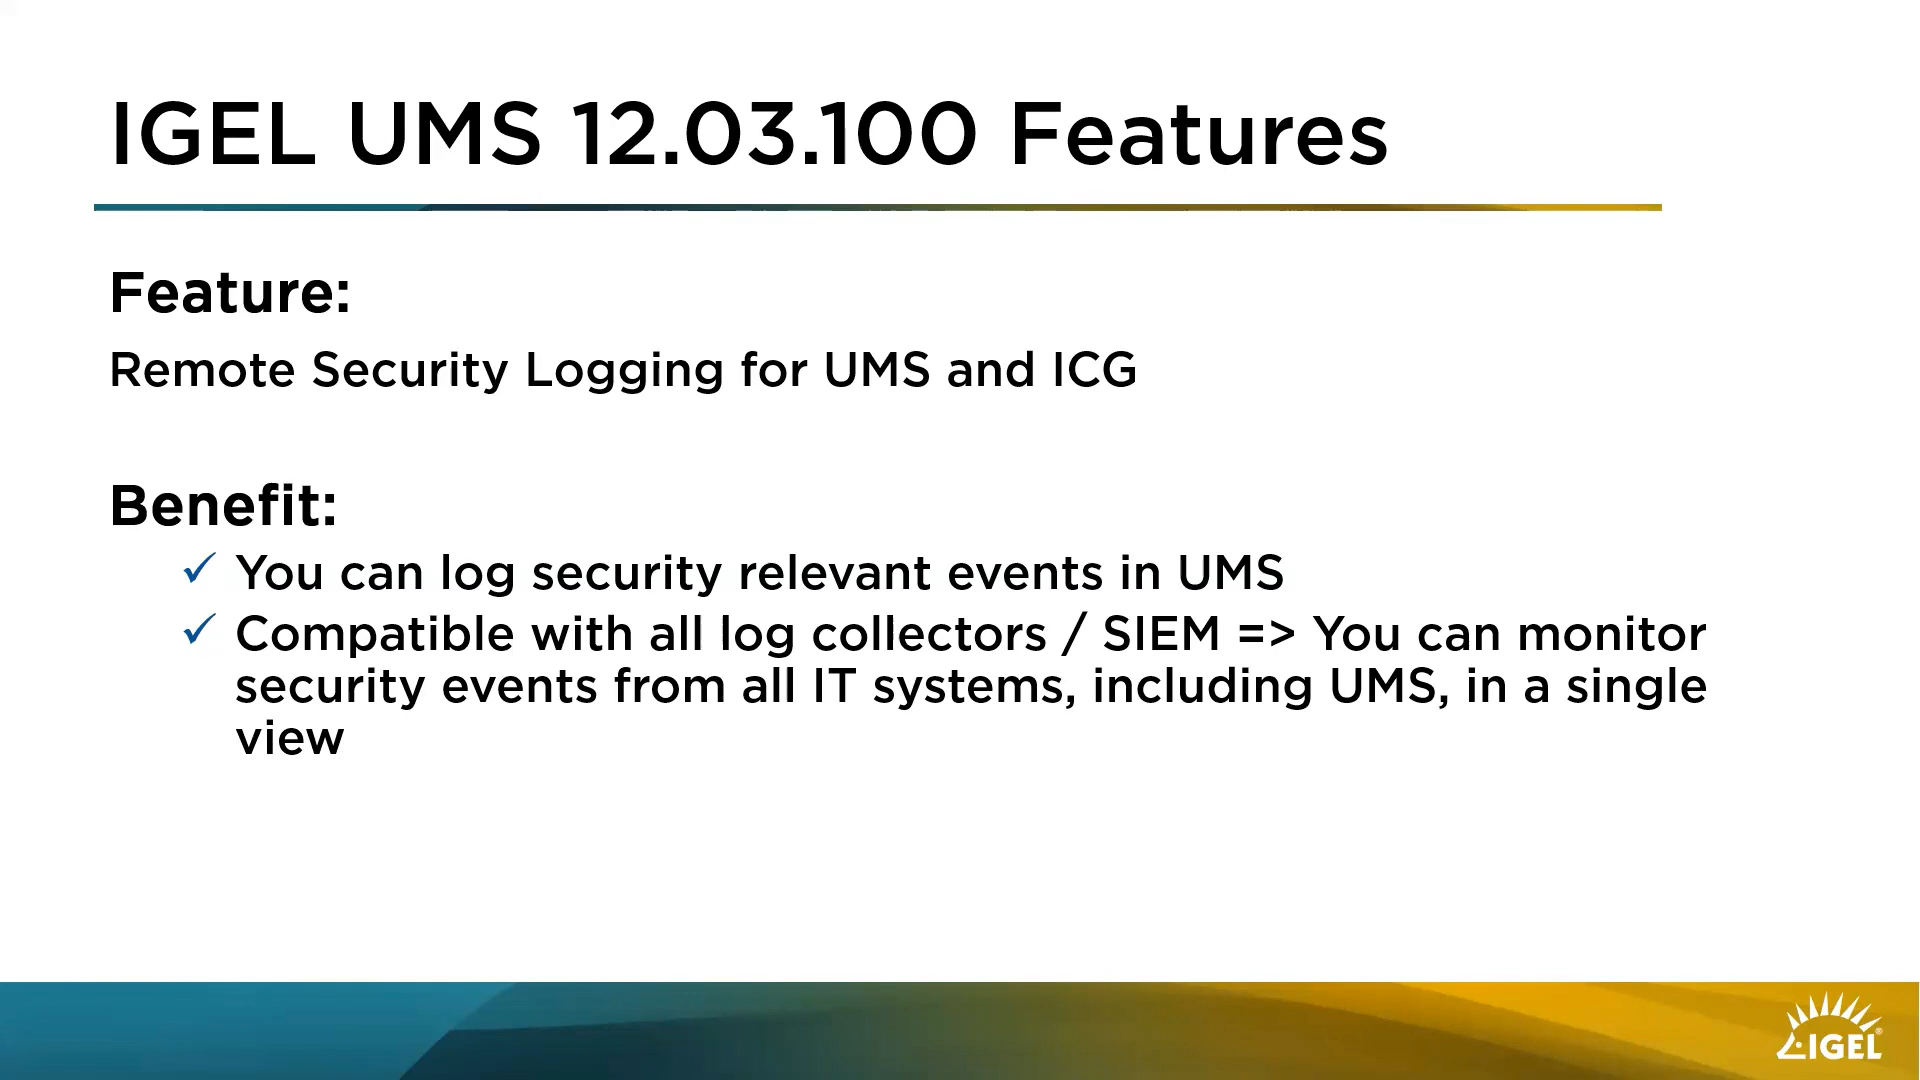 IGEL UMS 12.03.100 Features
Feature:
Remote Security Logging for UMS and ICG
Benefit:
✓ You can log security relevant events in UMS
✓ Compatible with all log collectors / SIEM => You can monitor
security events from all IT systems, including UMS, in a single
view
IGEL®